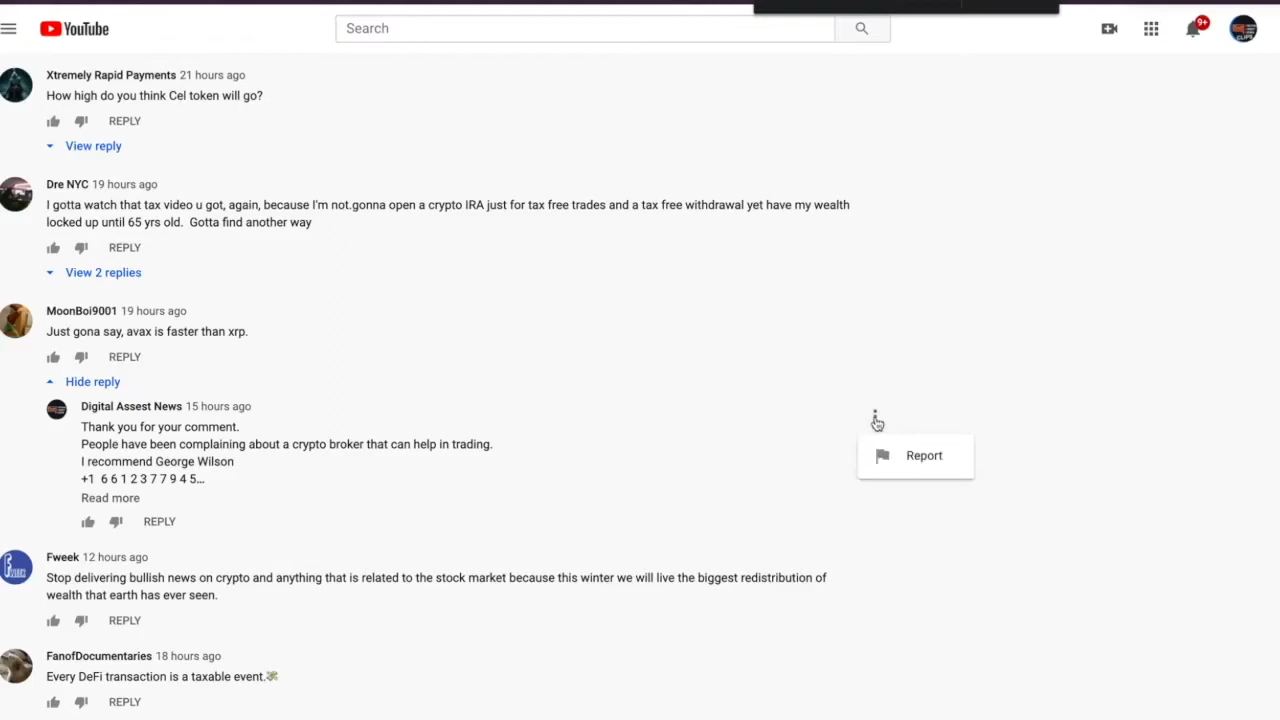 YouTube
Search
9+
Xtremely Rapid Payments 21 hours ago
How high do you think Cel token will go?
REPLY
View reply
Dre NYC 19 hours ago
I gotta watch that tax video u got, again, because I'm not.gonna open a crypto IRA just for tax free trades and a tax free withdrawal yet have my wealth
locked up until 65 yrs old. Gotta find another way
REPLY
View 2 replies
MoonBoi9001 19 hours ago
Just gona say, avax is faster than xrp.
REPLY
Hide reply
Digital Assest News 15 hours ago
Thank you for your comment.
People have been complaining about a crypto broker that can help in trading.
I recommend George Wilson
+1 6 6 1 2 3 7 7 9 4 5...
Read more
REPLY
Report
Fweek 12 hours ago
Stop delivering bullish news on crypto and anything that is related to the stock market because this winter we will live the biggest redistribution of
wealth that earth has ever seen.
REPLY
FanofDocumentaries 18 hours ago
Every DeFi transaction is a taxable event.💸
REPLY